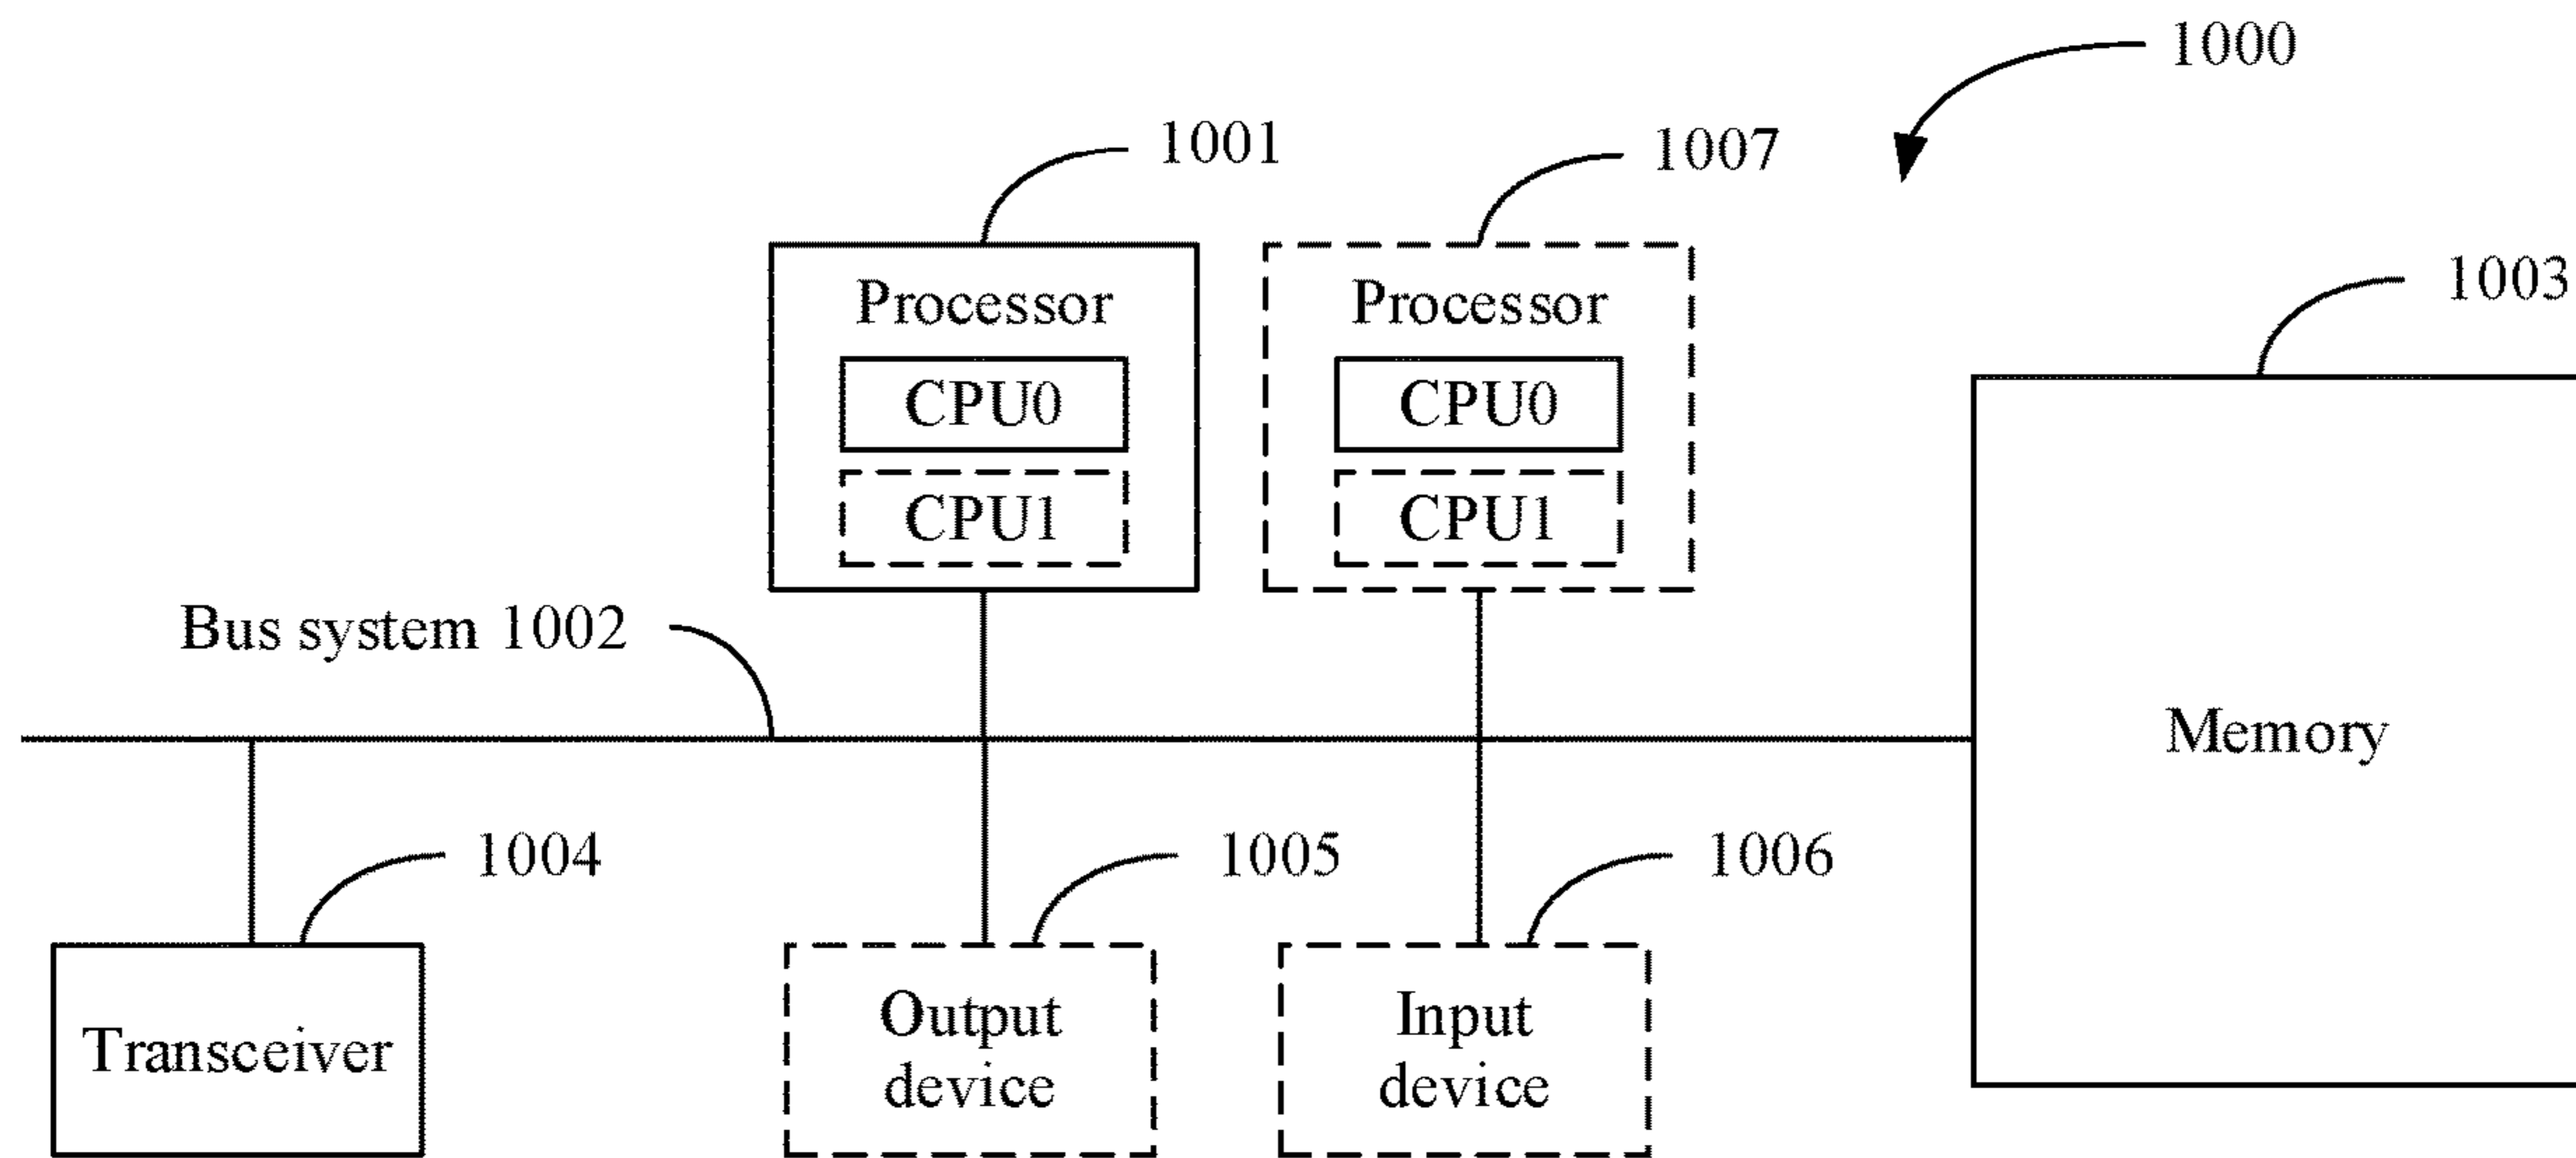 1000
1001
1007
1003
Processor
CPU0
CPU1
Processor
CPU0
CPU1
Bus system 1002
Memory
1004
1005
1006
Transceiver
Output
device
Input
device